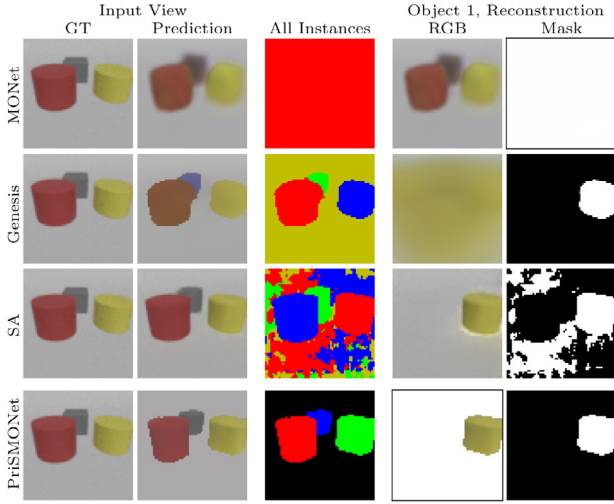 Input View
Object 1, Reconstruction
GT
Prediction
All Instances
RGB
Mask
MONet
Genesis
SA
PriSMONet